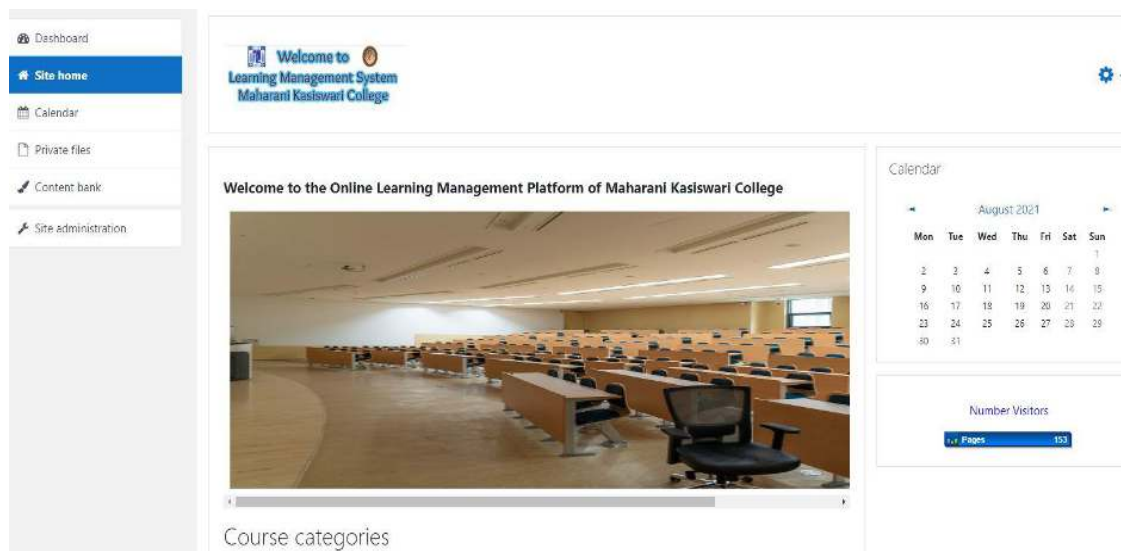 Dashboard
Site home
Calendar
Private files
Content bank
Site administration
Welcome to
Learning Management System
Maharani Kasiswari College
Welcome to the Online Learning Management Platform of Maharani Kasiswari College
Course categories
Calendar
August 2021
Mon Tue Wed Thu Fri Sat Sun
1
2 3 4 5 6 7 8
9 10 11 12 13 14 15
16 17 18 19 20 21 22
23 24 25 26 27 28 29
30 31
Number Visitors
Pages 153